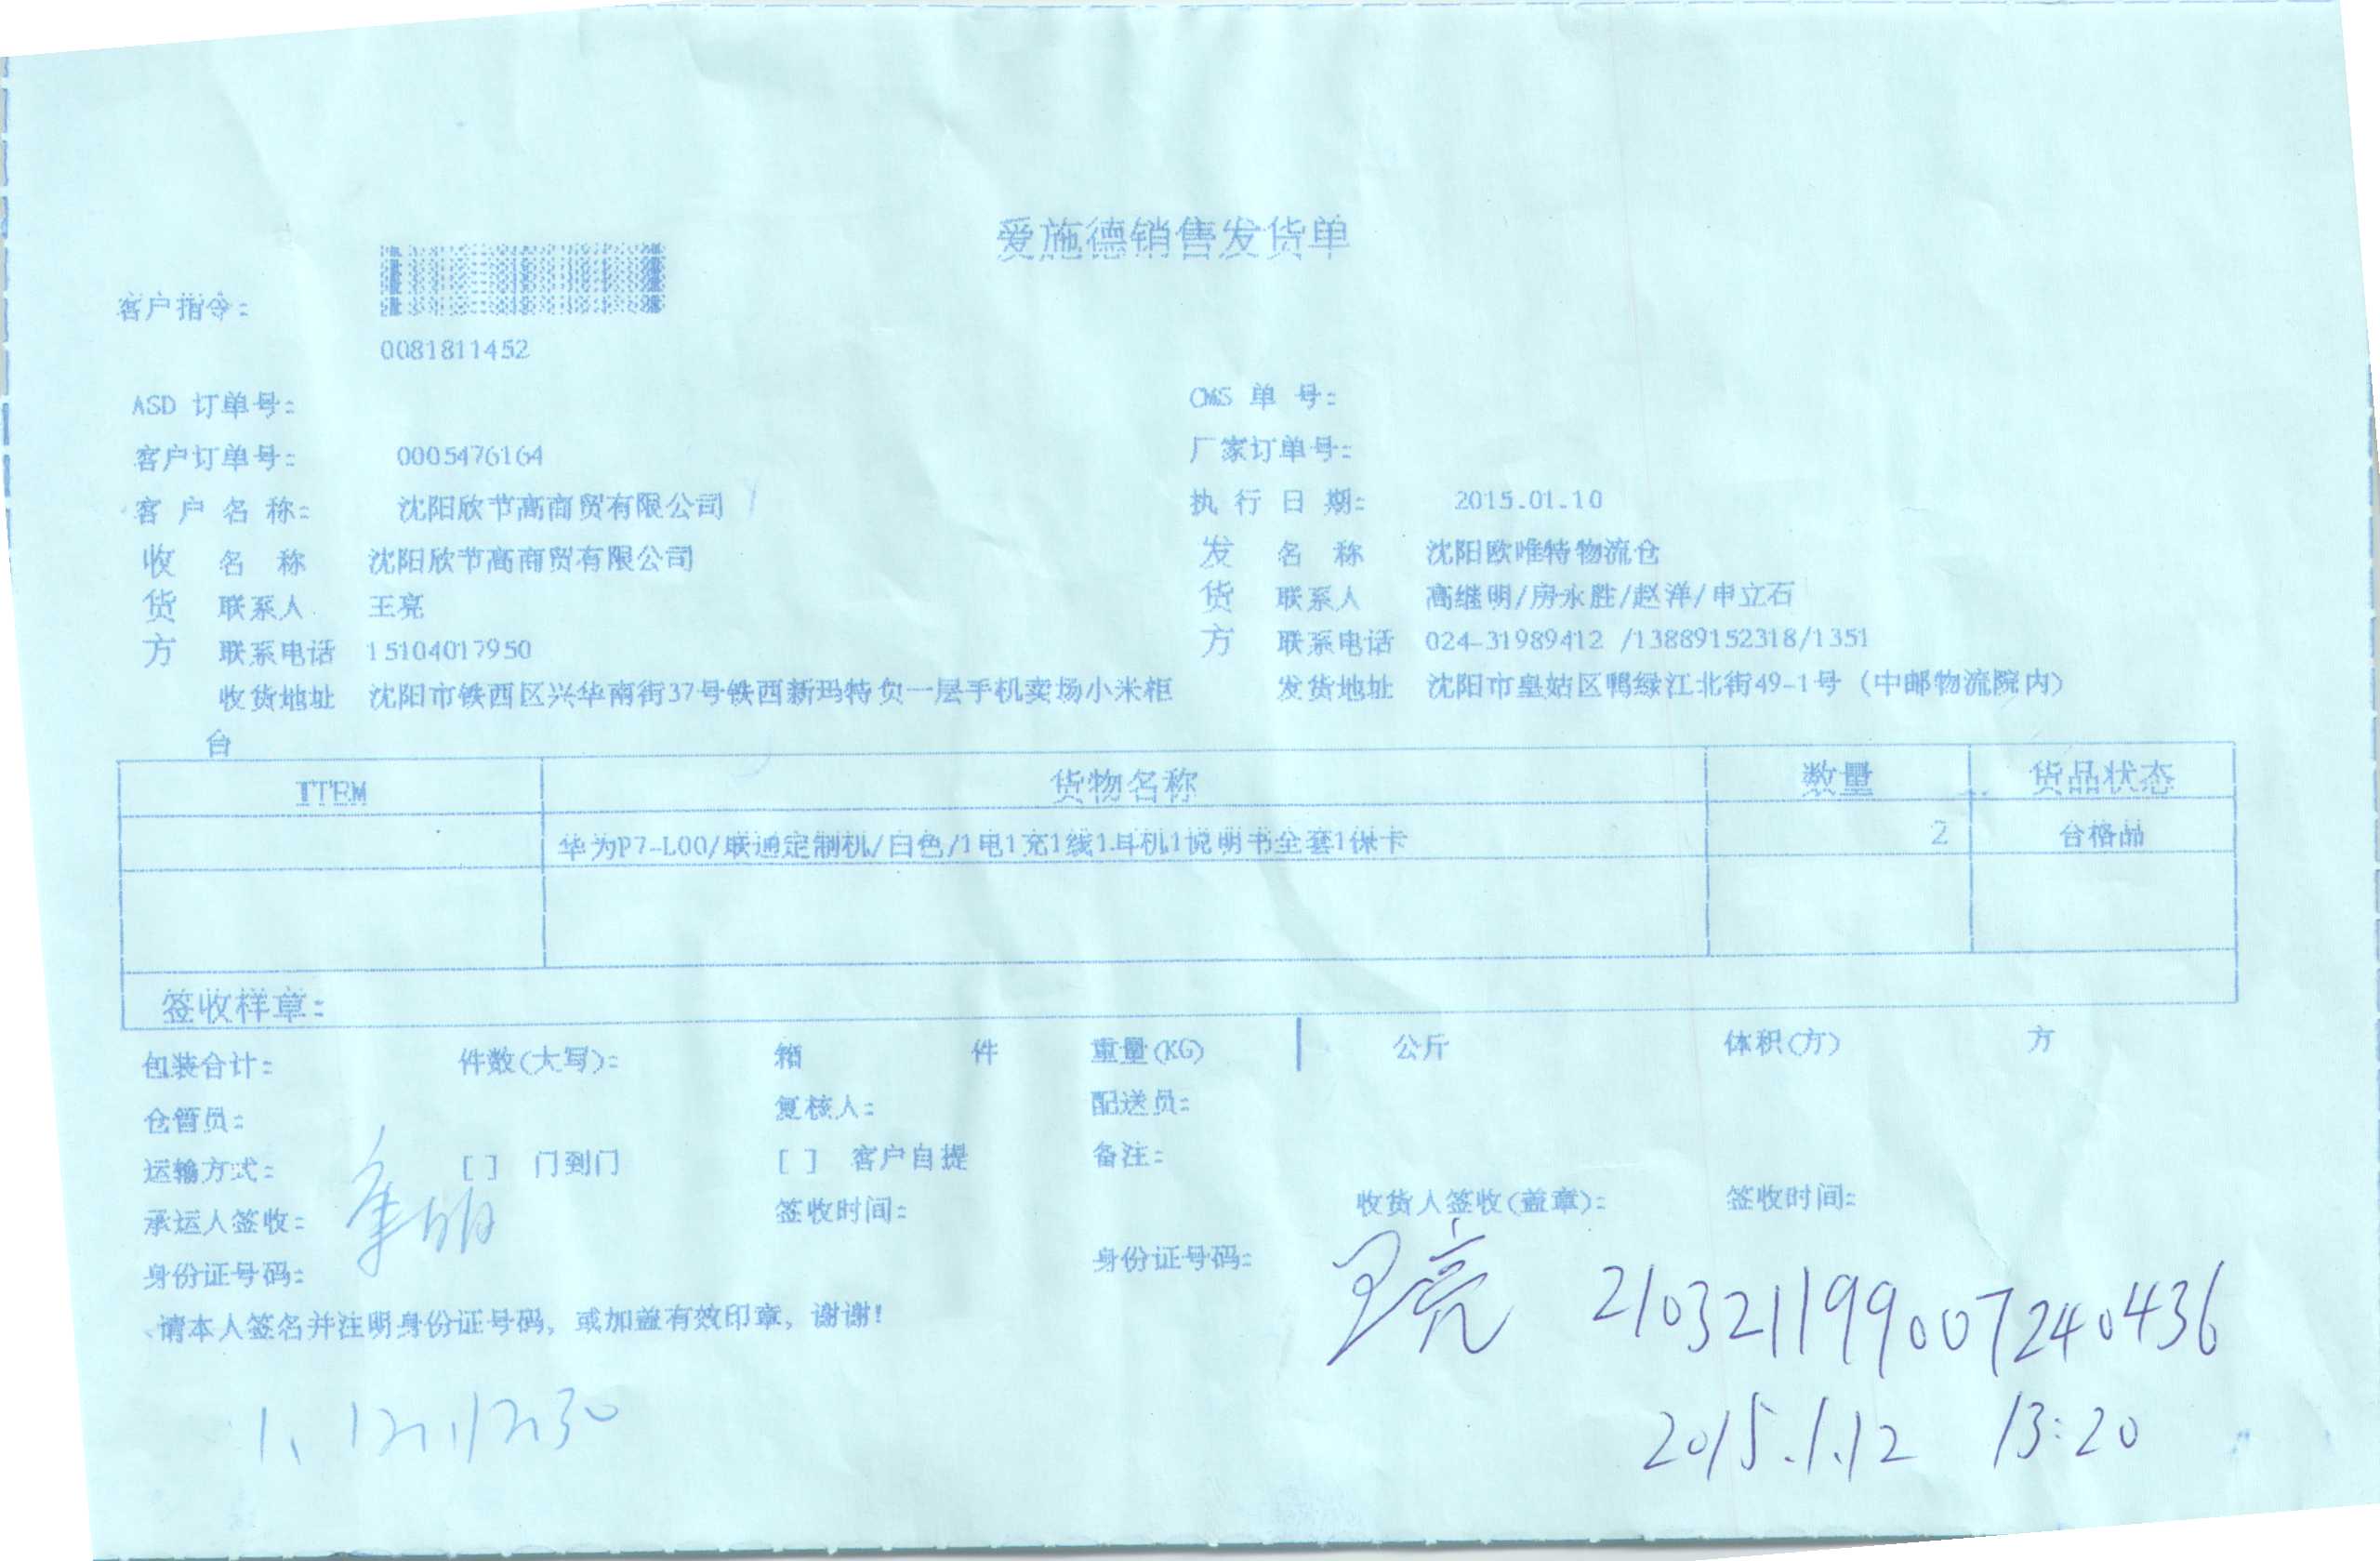 爱施德销售发货单
客户指令:
0081811452
ASD 订单号: CMS 单 号:
客户订单号: 0005476164 厂家订单号:
客 户 名 称: 沈阳欣节高商贸有限公司 执 行 日 期: 2015.01.10
收 名 称 沈阳欣节高商贸有限公司 发 名 称 沈阳欧唯特物流仓
货 联系人 王亮 货 联系人 高继明/房永胜/赵洋/申立石
方 联系电话 15104017950 方 联系电话 024-31989412 /13889152318/1351
收货地址 沈阳市铁西区兴华南街37号铁西新玛特负一层手机卖场小米柜 发货地址 沈阳市皇姑区鸭绿江北街49-1号 (中邮物流院内)
台
ITEM 货物名称 数量 货品状态
华为P7-L00/联通定制机/白色/1电1充1线1耳机1说明书全套1保卡 2 合格品
签收样章:
包装合计: 件数(大写): 箱 件 重量(KG) 公斤 体积(方) 方
仓管员: 复核人: 配送员:
运输方式: [ ] 门到门 [ ] 客户自提 备注:
承运人签收: 签收时间: 收货人签收(盖章): 签收时间:
身份证号码: 身份证号码: 王亮 210321199007240436
请本人签名并注明身份证号码, 或加盖有效印章, 谢谢!
2015.1.12 13:20